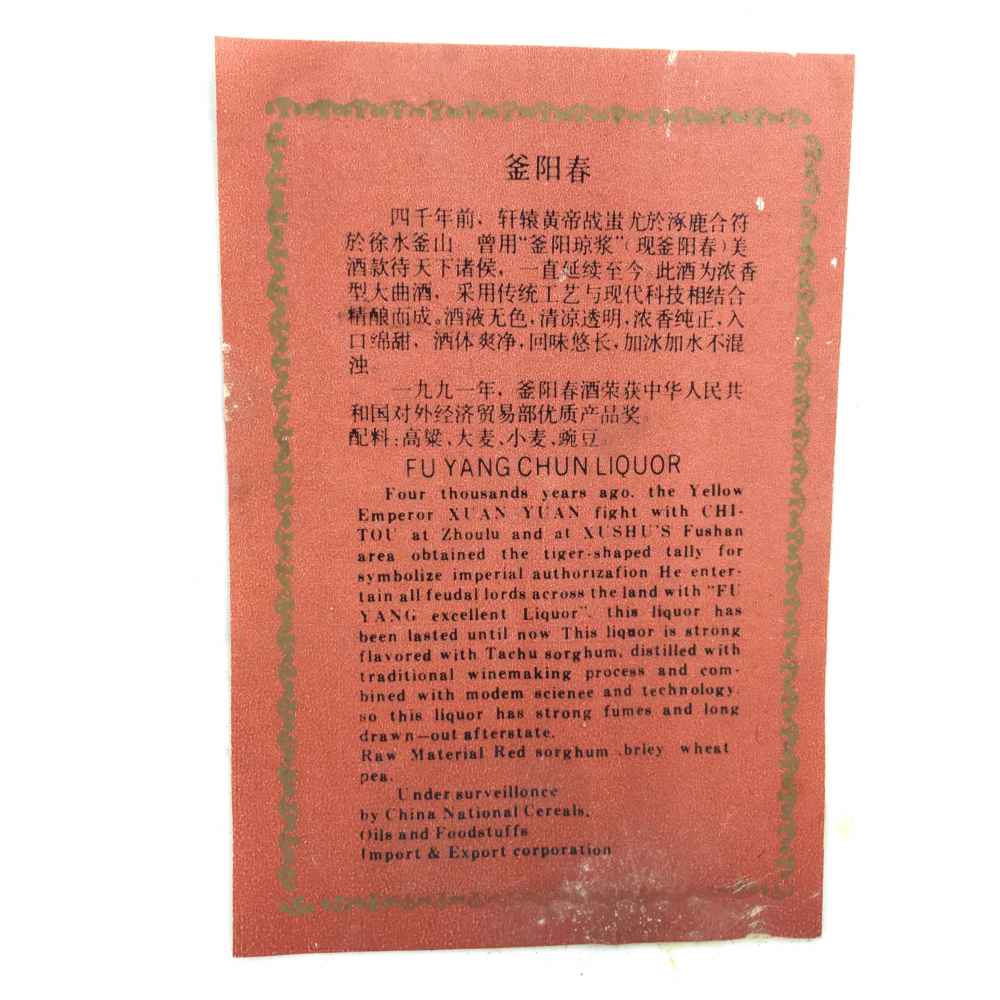 釜阳春
四千年前，轩辕黄帝战蚩尤於涿鹿合符
於徐水釜山 曾用“釜阳琼浆”(现釜阳春)美
酒款待天下诸侯，一直延续至今。此酒为浓香
型大曲酒，采用传统工艺与现代科技相结合
精酿而成。酒液无色，清凉透明，浓香纯正，入
口绵甜，酒体爽净，回味悠长，加冰加水不混
浊。
一九九一年，釜阳春酒荣获中华人民共
和国对外经济贸易部优质产品奖。
配料：高粱、大麦、小麦、豌豆。
FU YANG CHUN LIQUOR
Four thousands years ago. the Yellow
Emperor XUAN YUAN fight with CHI-
TOU at Zhoulu and at XUSHU'S Fushan
area obtained the tiger-shaped tally for
symbolize imperial authorizafion He enter-
tain all feudal lords across the land with "FU
YANG excellent Liquor". this liquor has
been lasted until now This liquor is strong
flavored with Tachu sorghum, distilled with
traditional winemaking process and com-
bined with modem scienee and technology.
so this liquor has strong fumes and long
drawn—out afterstate.
Raw Material Red sorghum .brley wheat
pea.
Under surveillonce
by China National Cereals,
Oils and Foodstuffs
Import & Export corporation